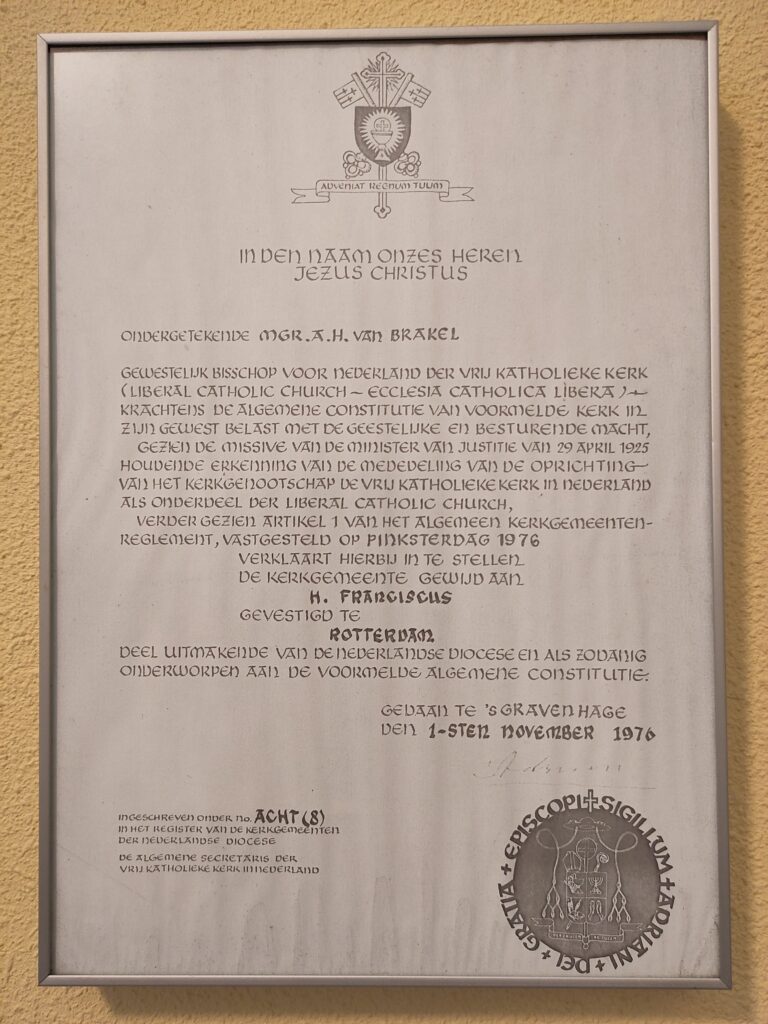 ADVENIAT REGNUM TUUM
IN DEN NAAM ONZES HEREN
JEZUS CHRISTUS
ONDERGETEKENDE MGR. A.H. VAN BRAKEL
GEWESTELIJK BISSCHOP VOOR NEDERLAND DER VRIJ KATHOLIEKE KERK
(LIBERAL CATHOLIC CHURCH – ECCLESIA CATHOLICA LIBERA) –
KRACHTENS DE ALGEMENE CONSTITUTIE VAN VOORMELDE KERK IN
ZIJN GEWEST BELAST MET DE GEESTELIJKE EN BESTURENDE MACHT,
GEZIEN DE MISSIVE VAN DE MINISTER VAN JUSTITIE VAN 29 APRIL 1925
HOUDENDE ERKENNING VAN DE MEDEDELING VAN DE OPRICHTING
VAN HET KERKGENOOTSCHAP DE VRIJ KATHOLIEKE KERK IN NEDERLAND
ALS ONDERDEEL DER LIBERAL CATHOLIC CHURCH,
VERDER GEZIEN ARTIKEL 1 VAN HET ALGEMEEN KERKGEMEENTEN-
REGLEMENT, VASTGESTELD OP PINKSTERDAG 1976
VERKLAART HIERBIJ IN TE STELLEN
DE KERKGEMEENTE GEWIJD AAN
H. FRANCISCUS
GEVESTIGD TE
ROTTERDAM
DEEL UITMAKENDE VAN DE NEDERLANDSE DIOCESE EN ALS ZODANIG
ONDERWORPEN AAN DE VOORMELDE ALGEMENE CONSTITUTIE.
GEDAAN TE 'S GRAVENHAGE
DEN 1-STEN NOVEMBER 1976
INGESCHREVEN ONDER NO. ACHT (8)
IN HET REGISTER VAN DE KERKGEMEENTEN
DER NEDERLANDSE DIOCESE
DE ALGEMENE SECRETARIS DER
VRIJ KATHOLIEKE KERK IN NEDERLAND
SIGILLUM + ADRIANI + DEI + GRATIA + EPISCOPI